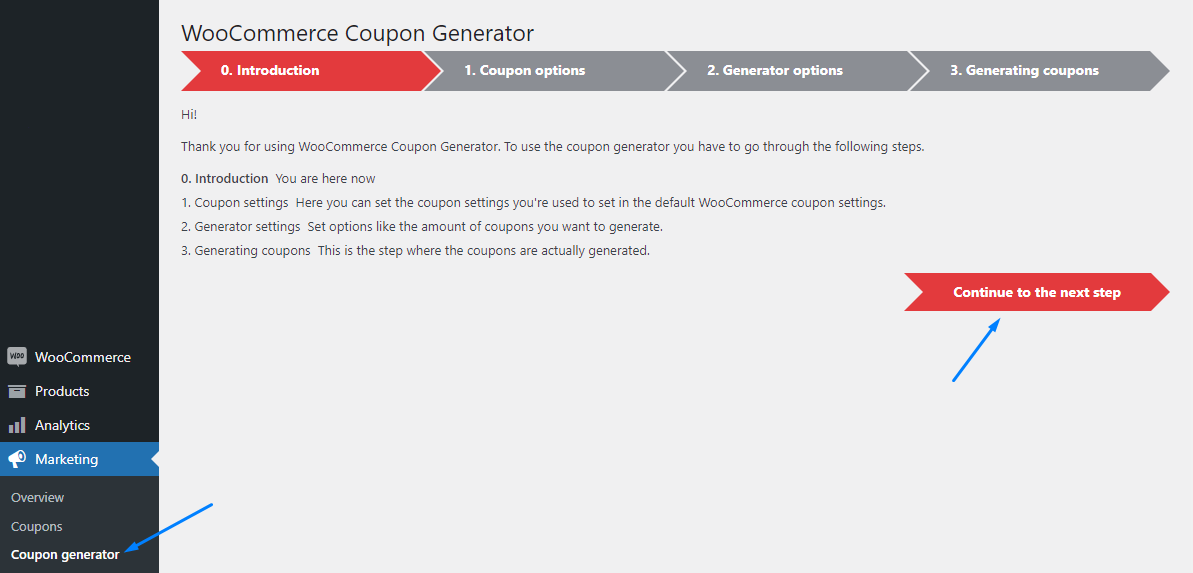 WooCommerce Coupon Generator
0. Introduction
1. Coupon options
2. Generator options
3. Generating coupons
Hi!
Thank you for using WooCommerce Coupon Generator. To use the coupon generator you have to go through the following steps.
0. Introduction You are here now
1. Coupon settings Here you can set the coupon settings you're used to set in the default WooCommerce coupon settings.
2. Generator settings Set options like the amount of coupons you want to generate.
3. Generating coupons This is the step where the coupons are actually generated.
Continue to the next step
Woo WooCommerce
Products
Analytics
Marketing
Overview
Coupons
Coupon generator